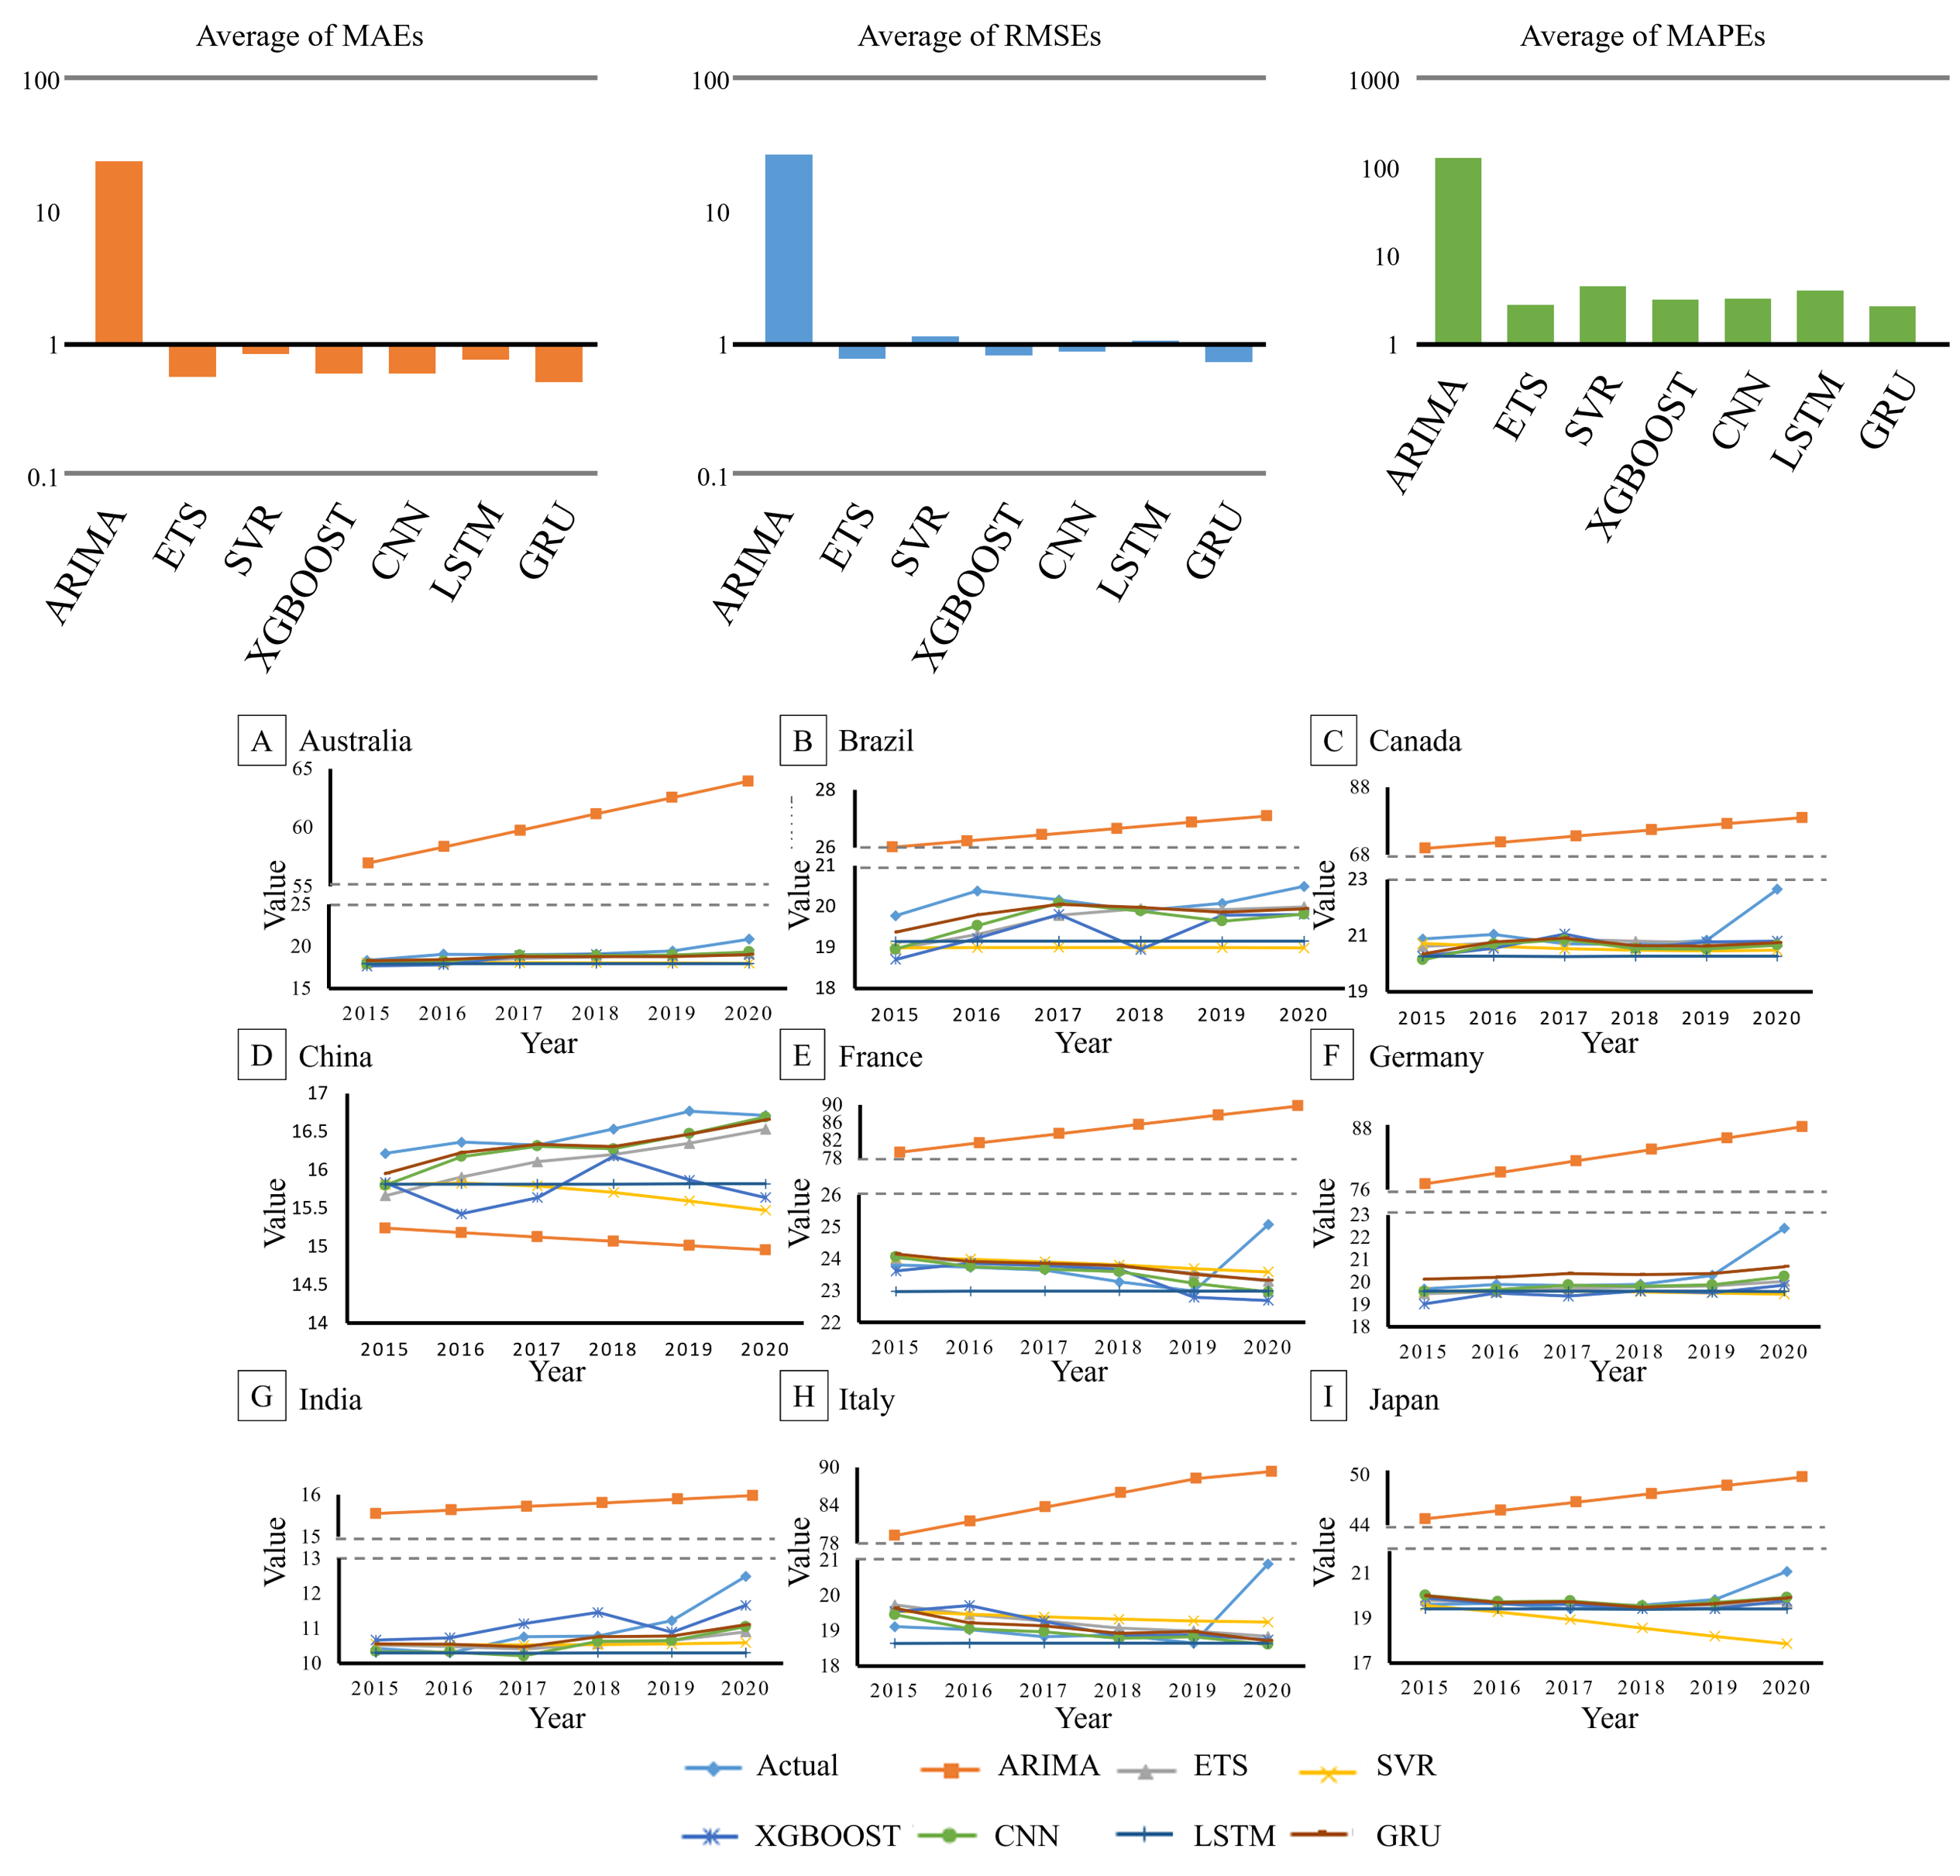 Average of MAEs
Average of RMSEs
Average of MAPEs
100
10
1
0.1
ARIMA
ETS
SVR
XGBOOST
CNN
LSTM
GRU
100
10
1
0.1
ARIMA
ETS
SVR
XGBOOST
CNN
LSTM
GRU
1000
100
10
1
ARIMA
ETS
SVR
XGBOOST
CNN
LSTM
GRU
A Australia
65
60
55
25
20
15
Value
2015 2016 2017 2018 2019 2020
Year
B Brazil
28
26
21
20
19
18
Value
2015 2016 2017 2018 2019 2020
Year
C Canada
88
68
23
21
19
Value
2015 2016 2017 2018 2019 2020
Year
D China
17
16.5
16
15.5
15
14.5
14
Value
2015 2016 2017 2018 2019 2020
Year
E France
90
86
82
78
26
25
24
23
22
Value
2015 2016 2017 2018 2019 2020
Year
F Germany
88
76
23
22
21
20
19
18
Value
2015 2016 2017 2018 2019 2020
Year
G India
16
15
13
12
11
10
Value
2015 2016 2017 2018 2019 2020
Year
H Italy
90
84
78
21
20
19
18
Value
2015 2016 2017 2018 2019 2020
Year
I Japan
50
44
21
19
17
Value
2015 2016 2017 2018 2019 2020
Year
Actual ARIMA ETS SVR
XGBOOST CNN LSTM GRU